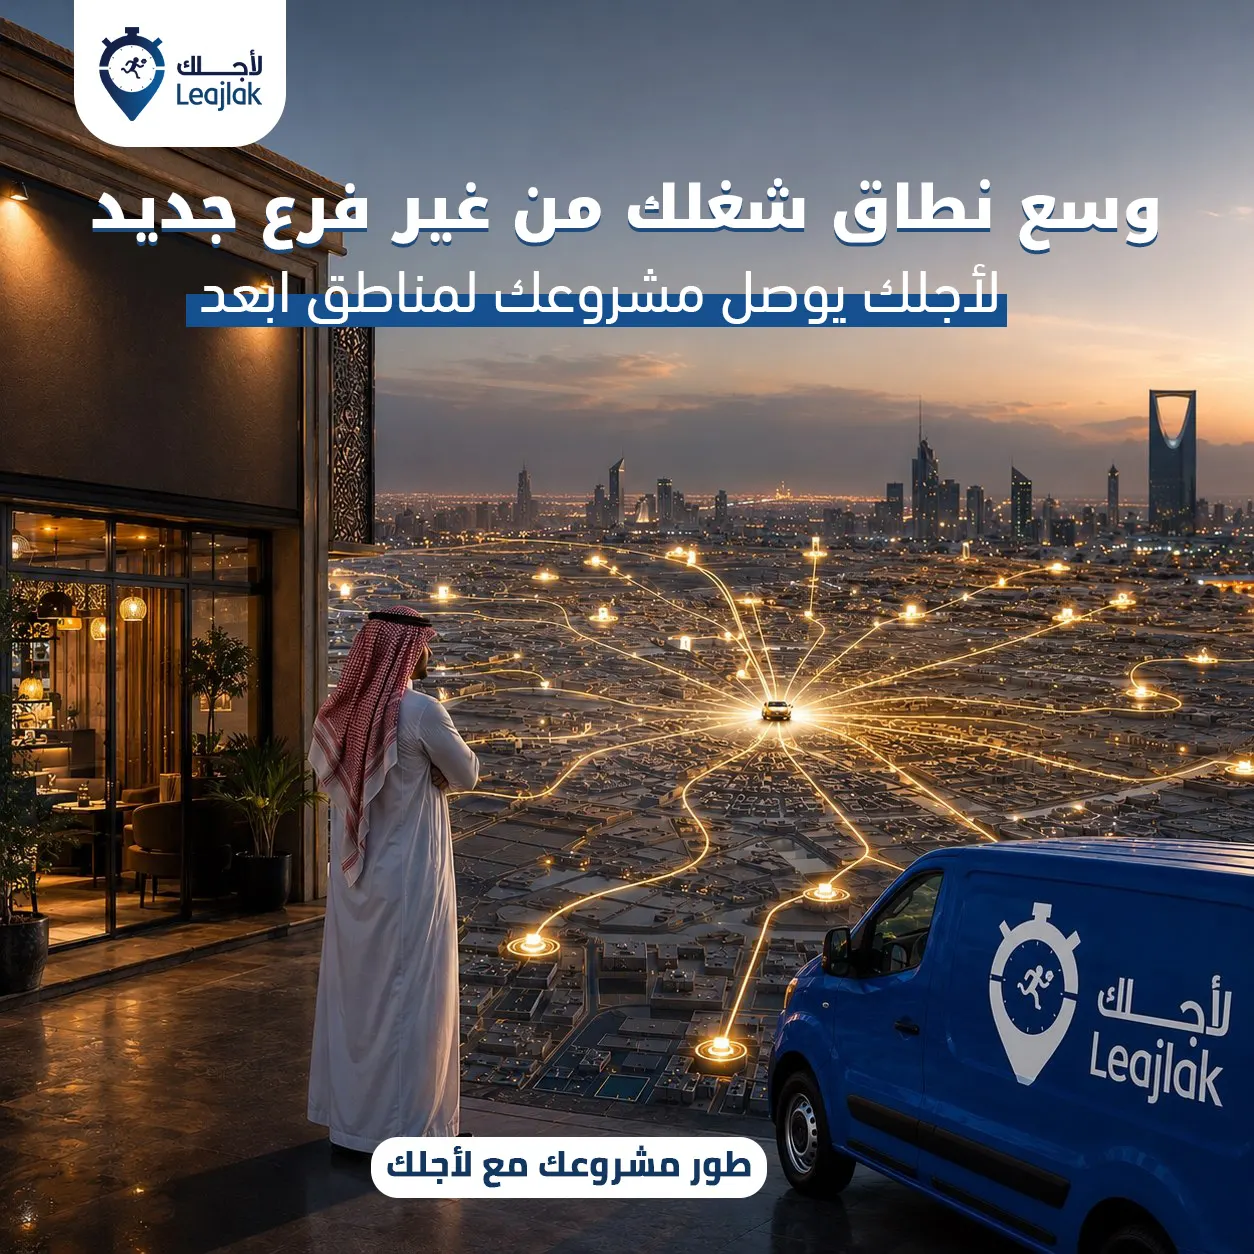 لأجلك
Leajlak
وسع نطاق شغلك من غير فرع جديد
لأجلك يوصل مشروعك لمناطق ابعد
لأجلك
Leajlak
طور مشروعك مع لأجلك